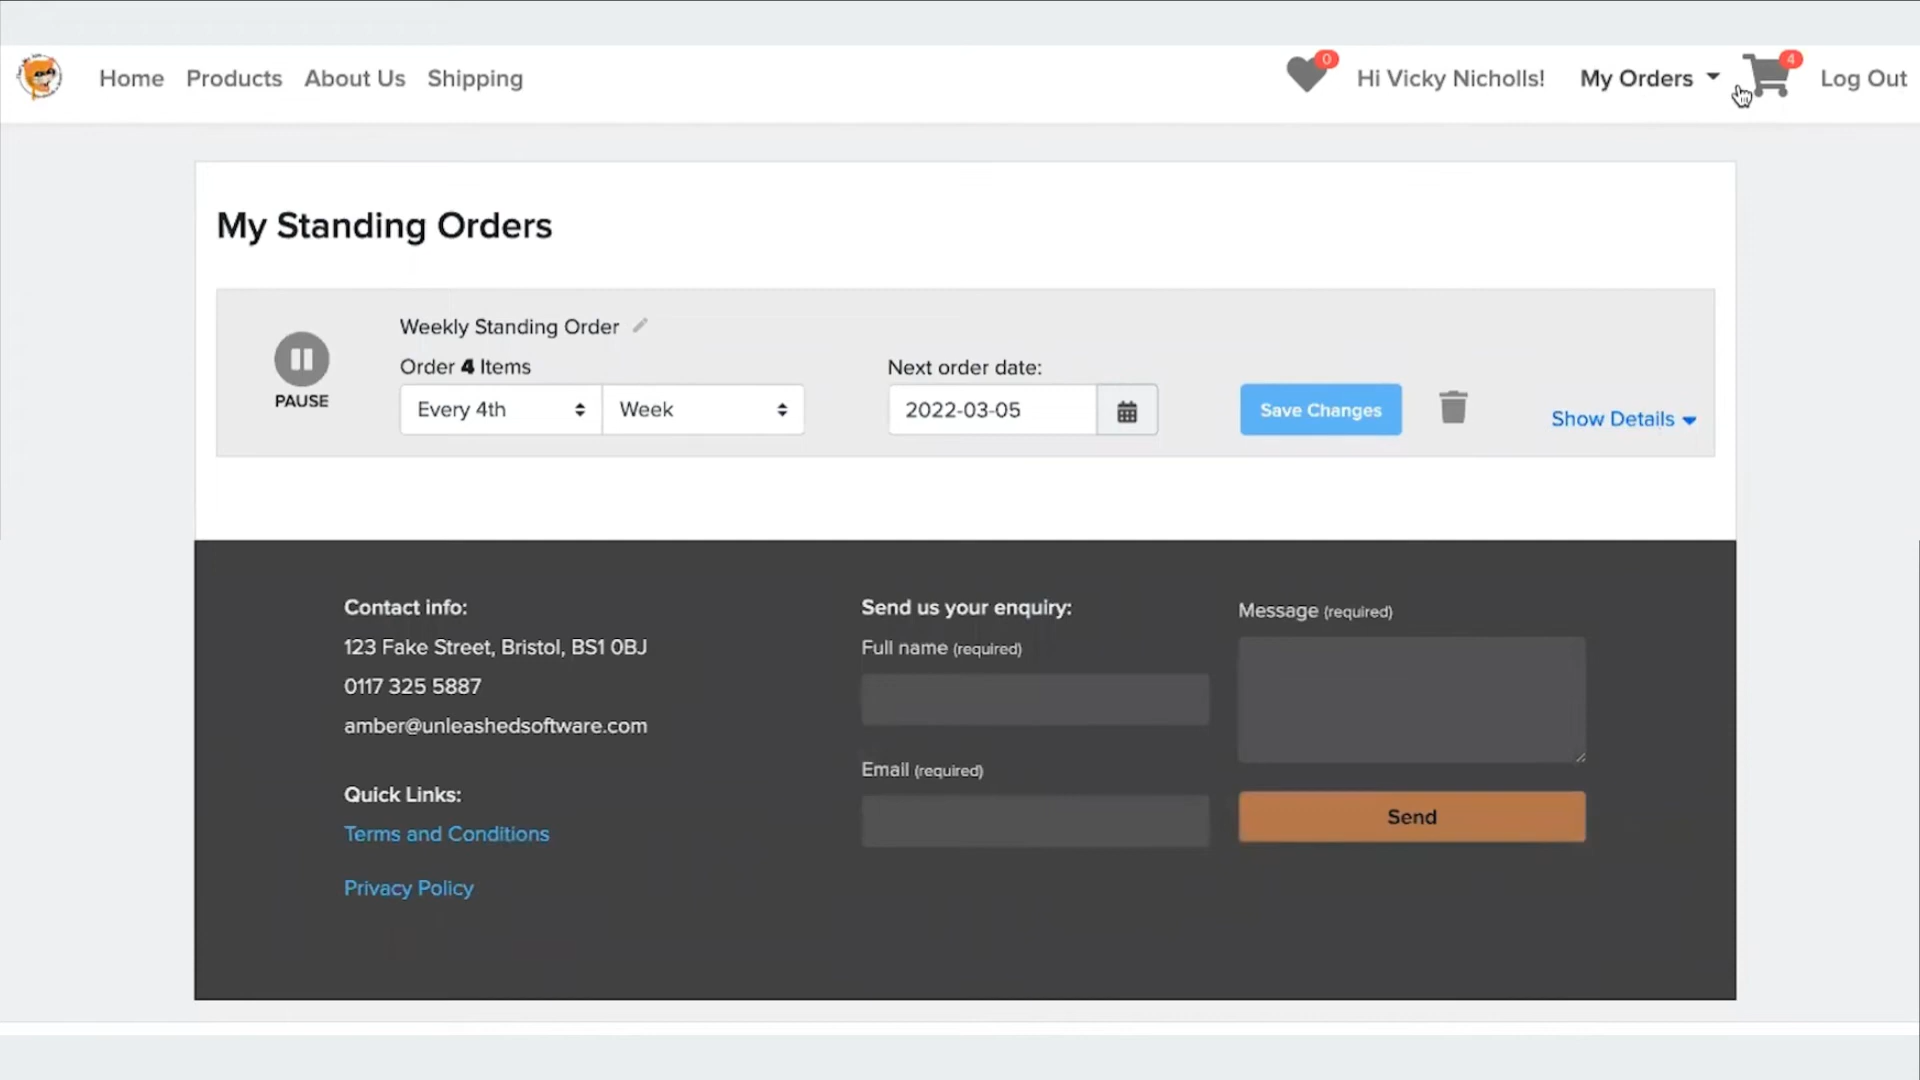 Home Products About Us Shipping 0 Hi Vicky Nicholls! My Orders 4 Log Out
My Standing Orders
Weekly Standing Order
Order 4 Items
Every 4th Week
PAUSE
Next order date:
2022-03-05
Save Changes
Show Details
Contact info:
123 Fake Street, Bristol, BS1 0BJ
0117 325 5887
amber@unleashedsoftware.com
Quick Links:
Terms and Conditions
Privacy Policy
Send us your enquiry:
Full name (required)
Email (required)
Message (required)
Send